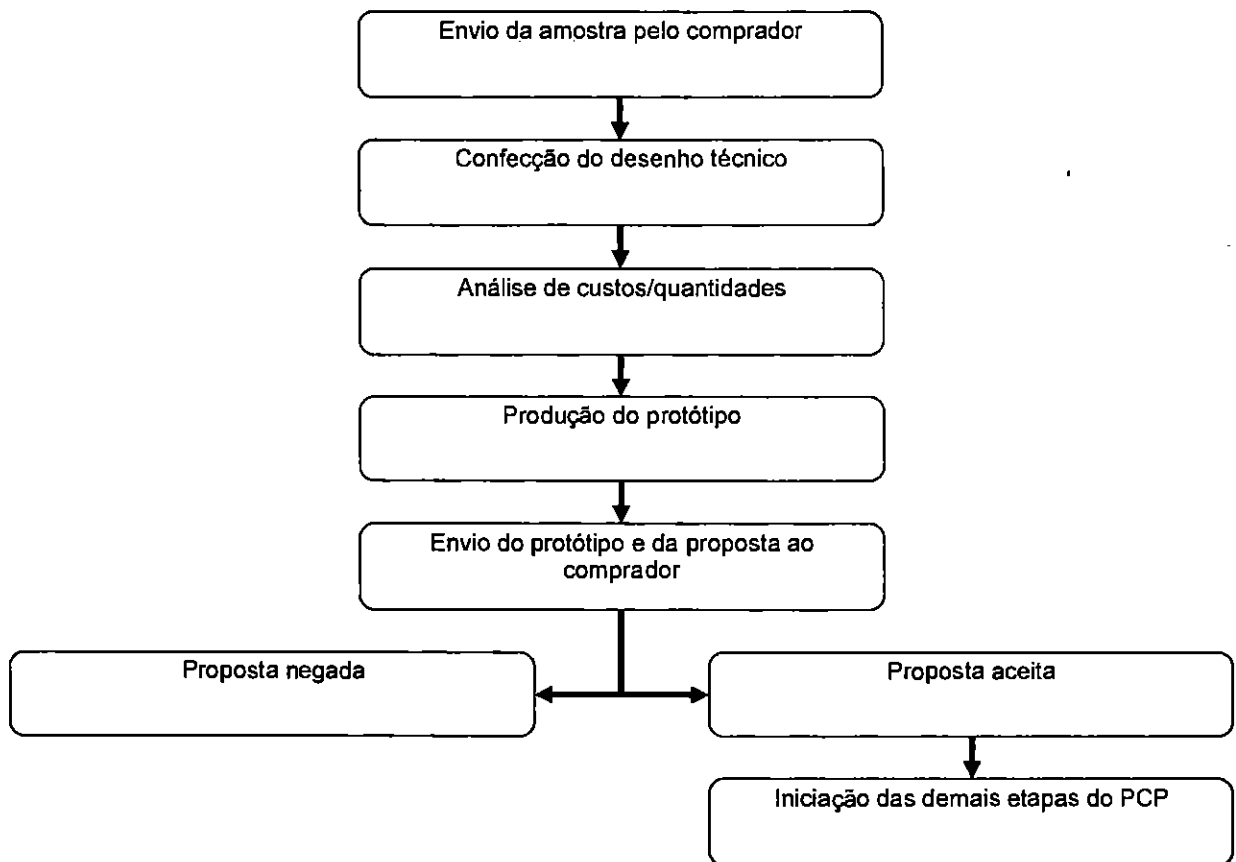 Envio da amostra pelo comprador
Confecção do desenho técnico
Análise de custos/quantidades
Produção do protótipo
Envio do protótipo e da proposta ao
comprador
Proposta negada
Proposta aceita
Iniciação das demais etapas do PCP